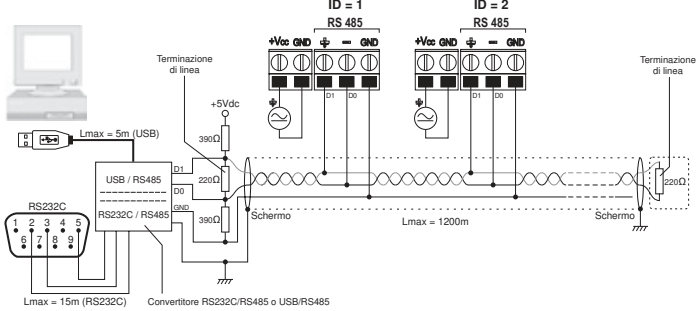 ID = 1
ID = 2
RS 485
RS 485
+Vcc GND
GND
+Vcc GND
GND
D1
D0
D1
D0
Terminazione
di linea
Terminazione
di linea
+5Vdc
Lmax = 5m (USB)
390Ω
220Ω
390Ω
220Ω
USB / RS485
RS232C / RS485
D1
D0
GND
RS232C
1 2 3 4 5
6 7 8 9
Schermo
Schermo
Lmax = 1200m
Lmax = 15m (RS232C)
Convertitore RS232C/RS485 o USB/RS485